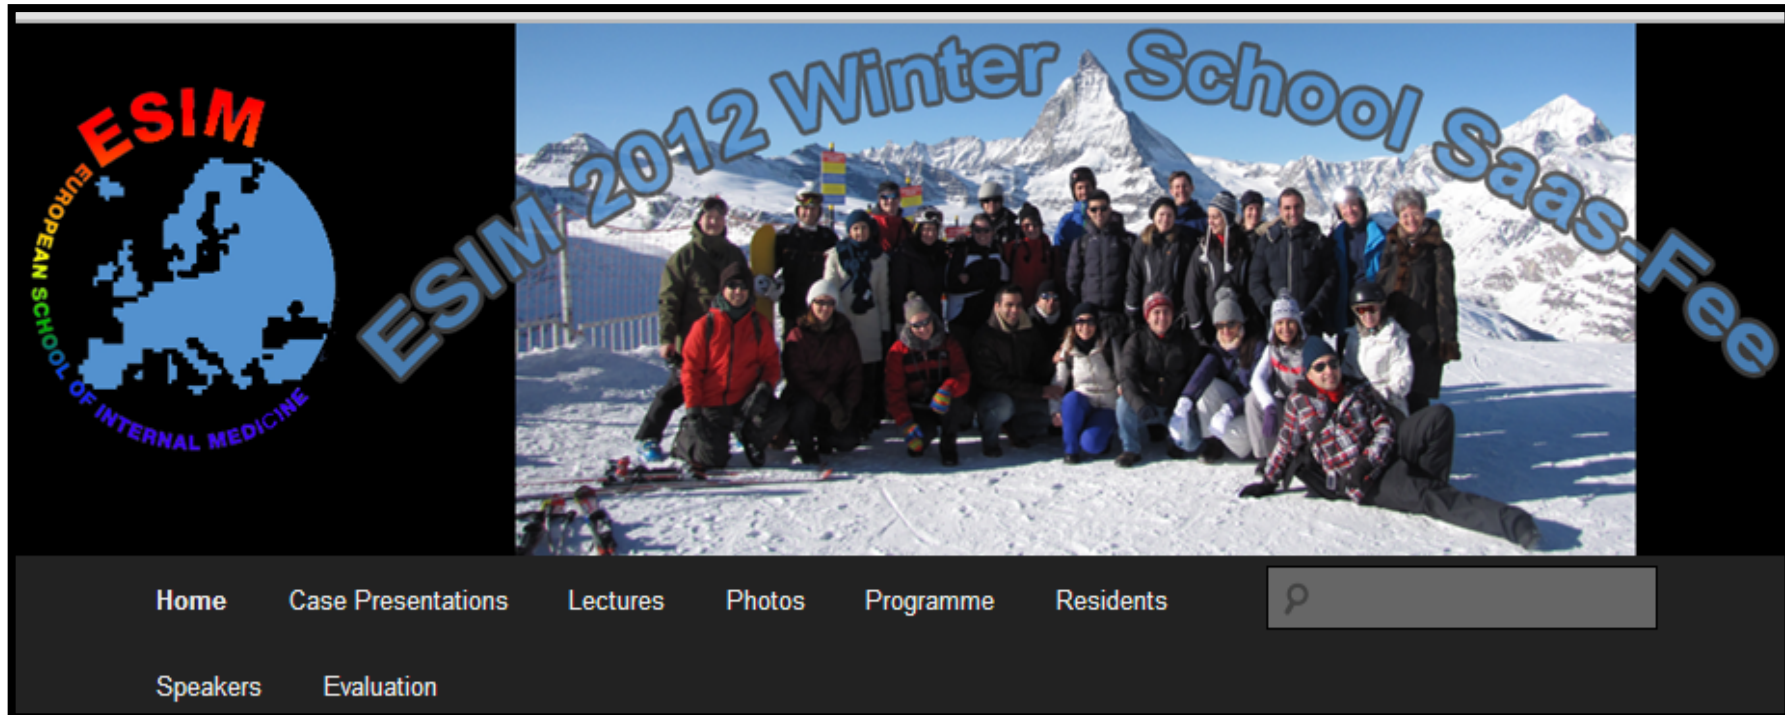 ESIM
EUROPEAN SCHOOL OF INTERNAL MEDICINE
ESIM 2012 Winter School Saas-Fee
Home Case Presentations Lectures Photos Programme Residents
Speakers Evaluation